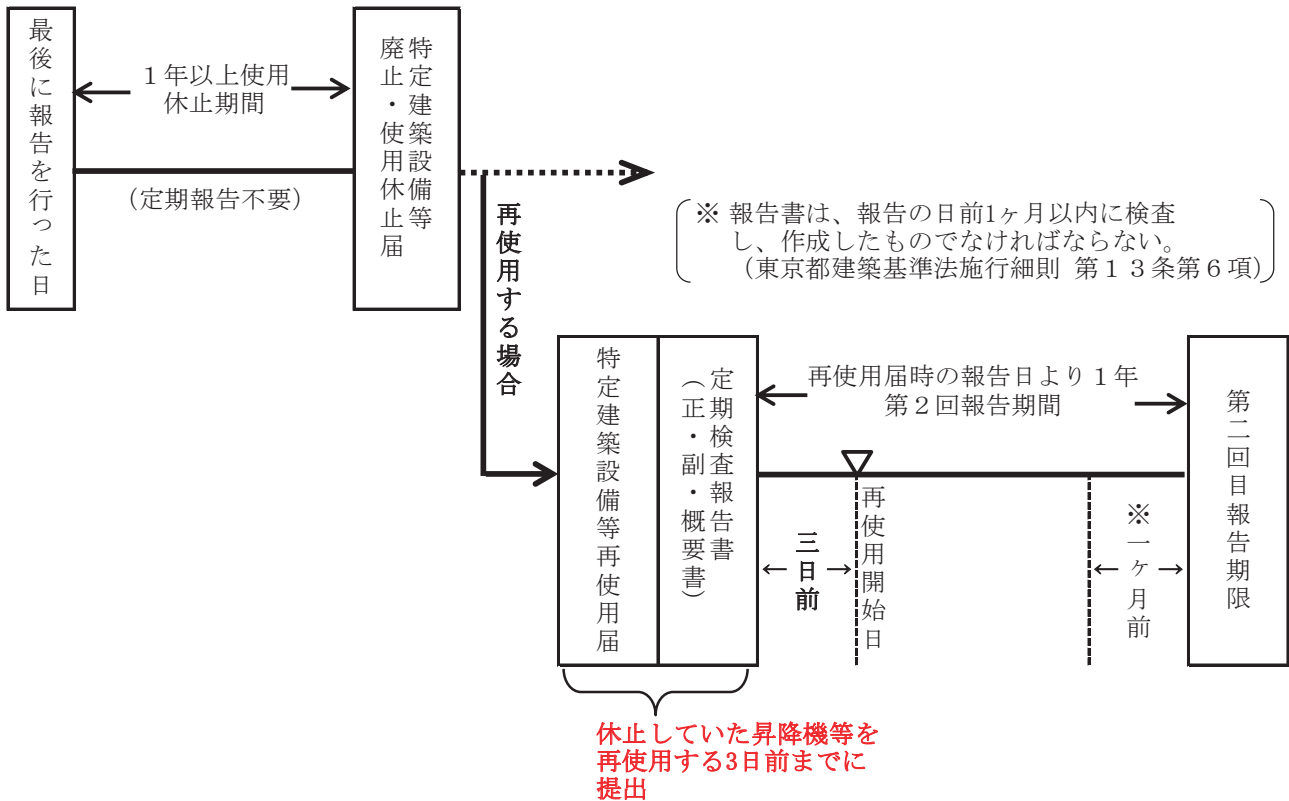 最後に報告を行った日
１年以上使用
休止期間
（定期報告不要）
特定建築設備等
廃止・使用休止届
再使用する場合
※ 報告書は、報告の日前1ヶ月以内に検査
し、作成したものでなければならない。
（東京都建築基準法施行細則 第１３条第６項）
特定建築設備等再使用届
定期検査報告書
（正・副・概要書）
再使用届時の報告日より１年
第２回報告期間
三日前
再使用開始日
※一ヶ月前
第二回目報告期限
休止していた昇降機等を
再使用する3日前までに
提出